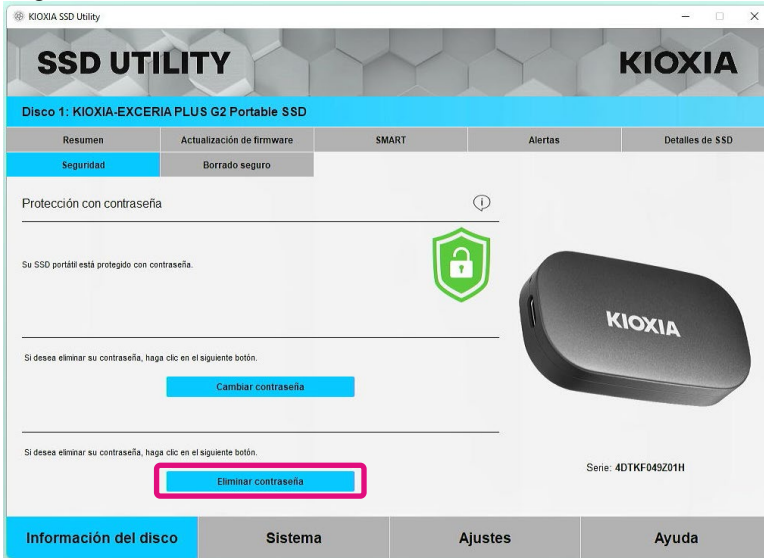 KIOXIA SSD Utility
SSD UTILITY
KIOXIA
Disco 1: KIOXIA-EXCERIA PLUS G2 Portable SSD
Resumen Actualización de firmware SMART Alertas Detalles de SSD
Seguridad Borrado seguro
Protección con contraseña
Su SSD portátil está protegido con contraseña.
KIOXIA
Si desea eliminar su contraseña, haga clic en el siguiente botón.
Cambiar contraseña
Si desea eliminar su contraseña, haga clic en el siguiente botón.
Eliminar contraseña
Serie: 4DTKF049Z01H
Información del disco Sistema Ajustes Ayuda